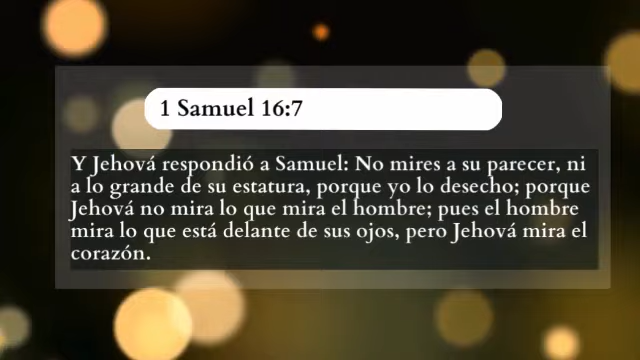 1 Samuel 16:7
Y Jehová respondió a Samuel: No mires a su parecer, ni
a lo grande de su estatura, porque yo lo desecho; porque
Jehová no mira lo que mira el hombre; pues el hombre
mira lo que está delante de sus ojos, pero Jehová mira el
corazón.